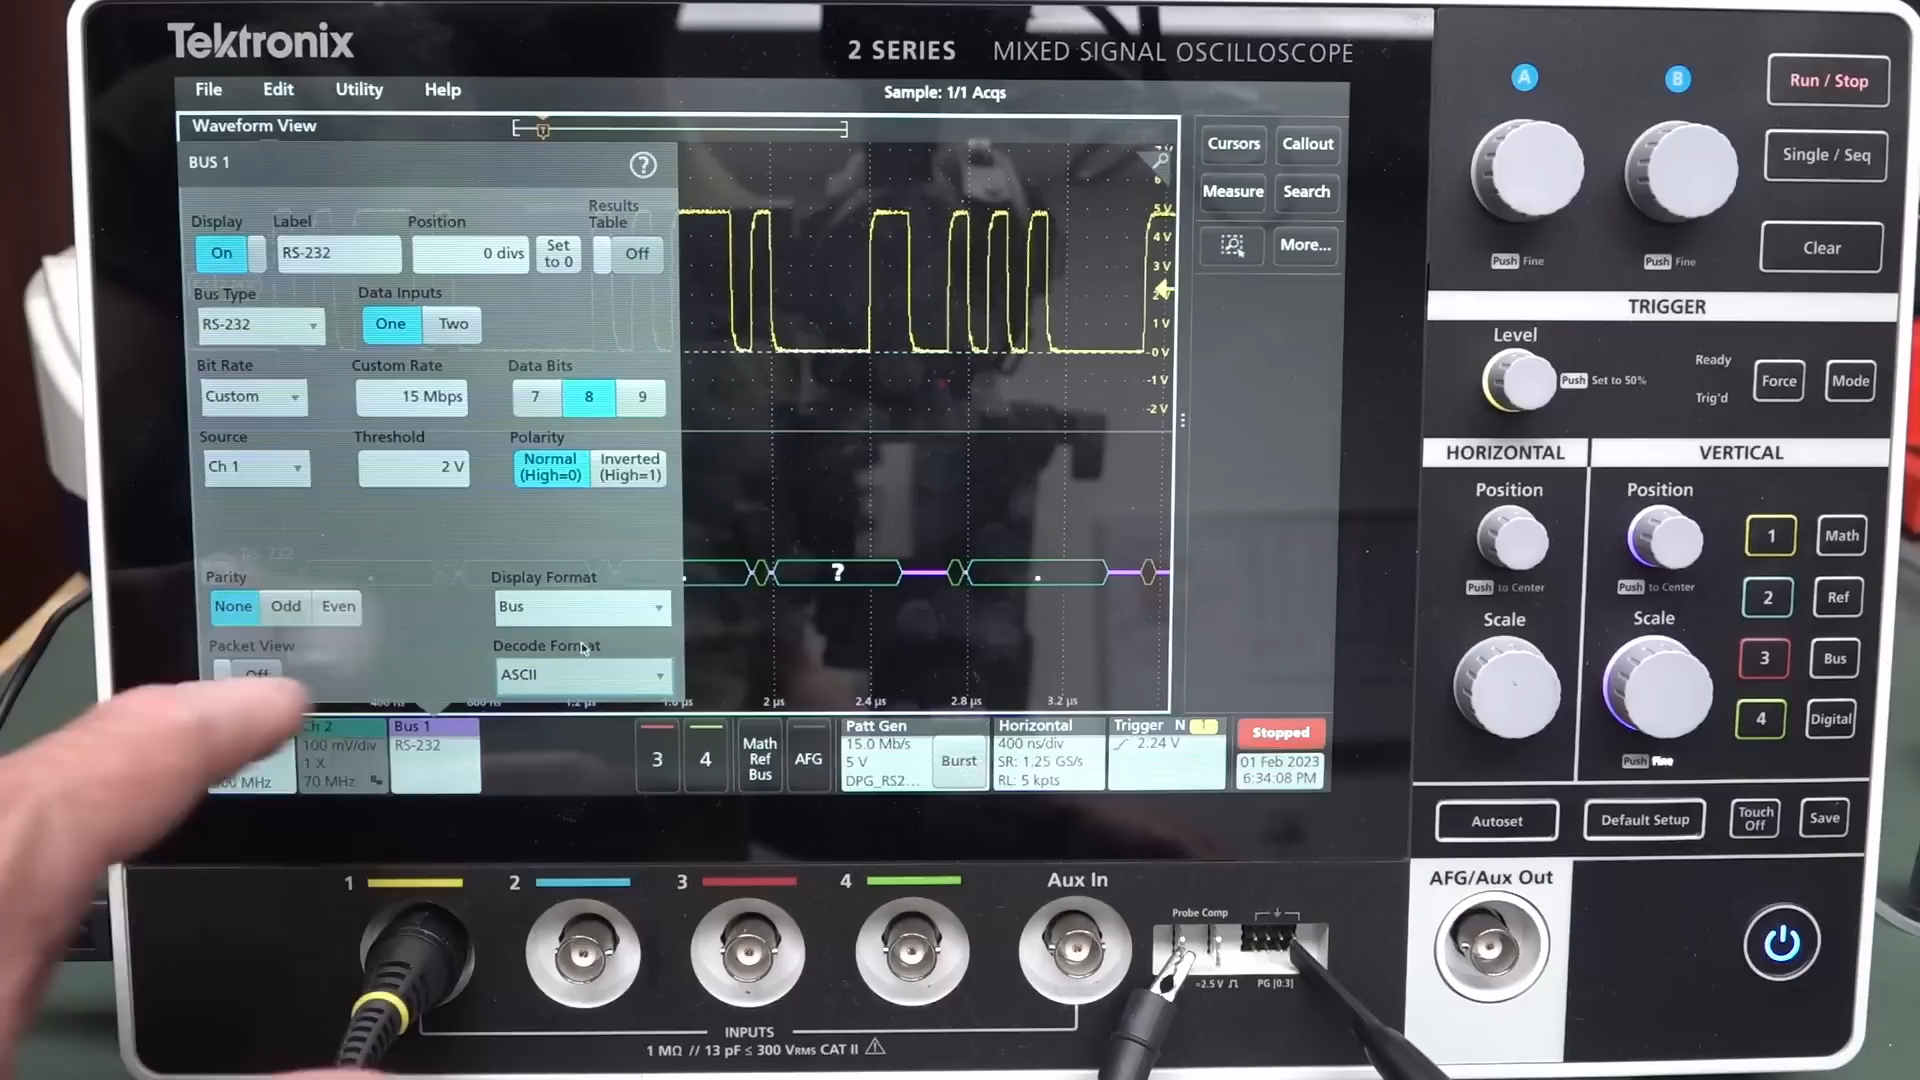 Tektronix
2 SERIES MIXED SIGNAL OSCILLOSCOPE
File Edit Utility Help
Sample: 1/1 Acqs
Waveform View
BUS 1
?
Display Label Position Results Table
On RS-232 0 divs Set to 0 Off
Bus Type Data Inputs
RS-232 One Two
Bit Rate Custom Rate Data Bits
Custom 15 Mbps 7 8 9
Source Threshold Polarity
Ch 1 2 V Normal (High=0) Inverted (High=1)
Parity Display Format
None Odd Even Bus
Packet View Decode Format
Off ASCII
5 V
4 V
3 V
1 V
0 V
-1 V
-2 V
?
2 µs 2.4 µs 2.8 µs 3.2 µs
Cursors Callout
Measure Search
More...
Ch 2
100 mV/div
1 X
70 MHz
Bus 1
RS-232
3 4
Math Ref Bus
AFG
Patt Gen
15.0 Mb/s
5 V
DPG_RS2...
Burst
Horizontal
400 ns/div
SR: 1.25 GS/s
RL: 5 kpts
Trigger N 1
2.24 V
Stopped
01 Feb 2023
6:34:08 PM
A B
Push Fine Push Fine
Run / Stop
Single / Seq
Clear
TRIGGER
Level
Push Set to 50%
Ready
Trig'd
Force Mode
HORIZONTAL VERTICAL
Position Position
Push to Center Push to Center
Scale Scale
Push Fine
1 Math
2 Ref
3 Bus
4 Digital
Autoset Default Setup Touch Off Save
1 2 3 4 Aux In
AFG/Aux Out
Probe Comp
≈2.5 V PG [0:3]
INPUTS
1 MΩ // 13 pF ≤ 300 VRMS CAT II